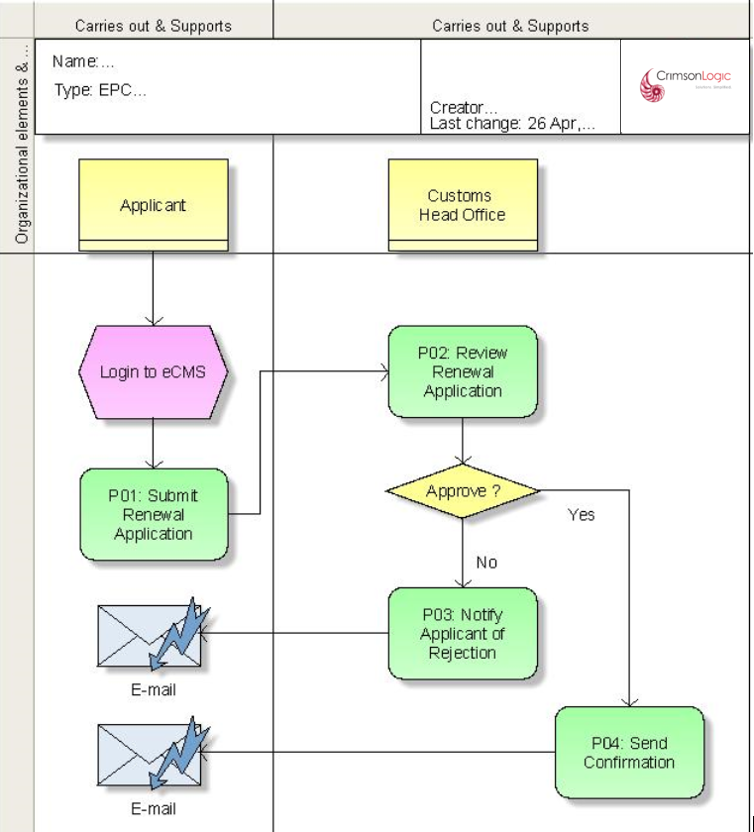 Carries out & Supports
Carries out & Supports
Organizational elements & ...
Name:...
Type: EPC...
Creator...
Last change: 26 Apr,...
CrimsonLogic
Applicant
Customs
Head Office
Login to eCMS
P02: Review
Renewal
Application
P01: Submit
Renewal
Application
Approve ?
Yes
No
P03: Notify
Applicant of
Rejection
E-mail
P04: Send
Confirmation
E-mail